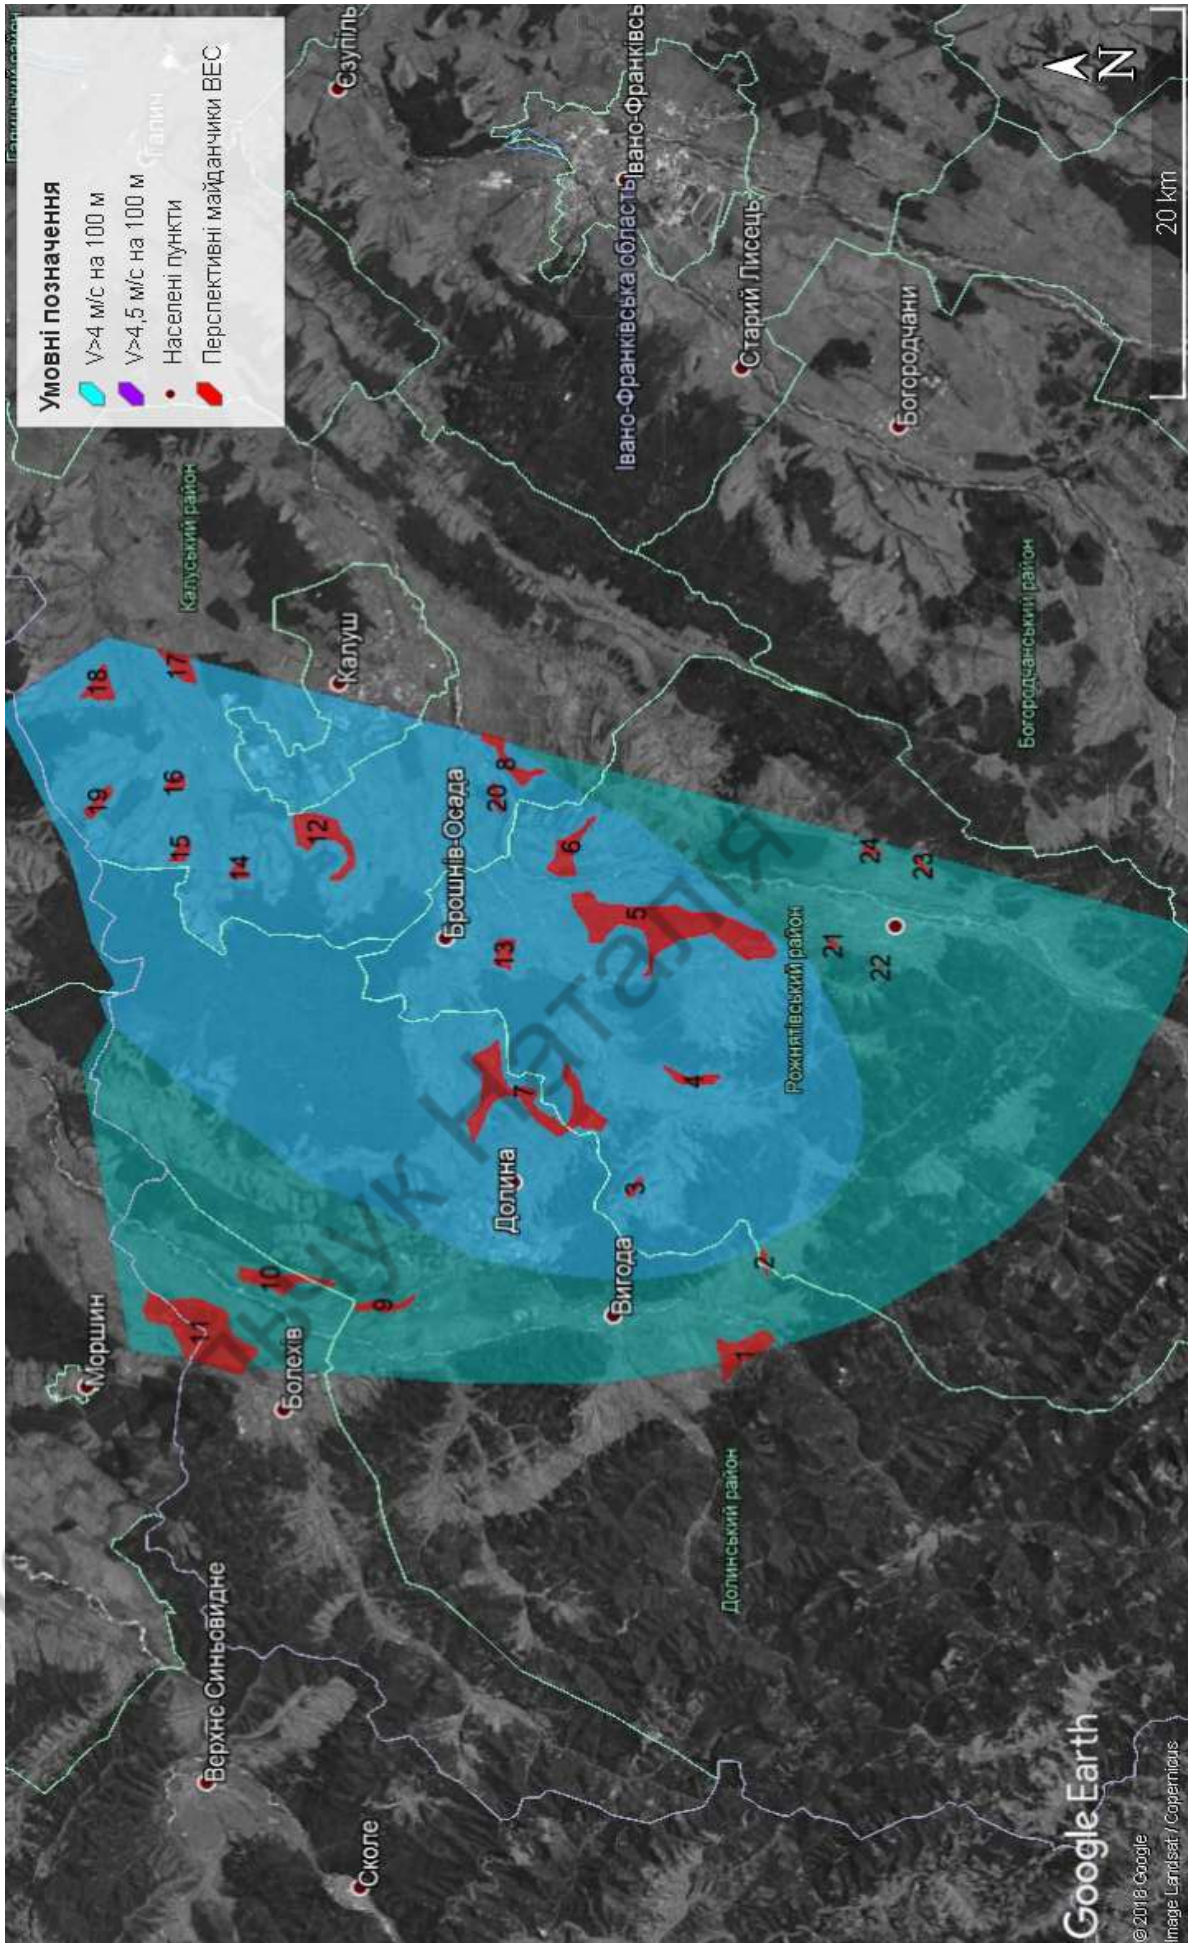 Умовні позначення
V>4 м/с на 100 м
V>4,5 м/с на 100 м
Населені пункти
Перспективні майданчики ВЕС
Галич
Моршин
Верхнє Синьовидне
Сколе
Болехів
Долина
Вигода
Брошнів-Осада
Калуш
Калуський район
Єзупіль
Івано-Франківсь
Івано-Франківська область
Старий Лисець
Богородчани
Богородчанський район
Рожнятівський район
Долинський район
11
10
9
1
2
3
7
4
13
5
6
20
8
12
14
15
16
19
18
17
21
22
23
24
N
20 km
Google Earth
© 2018 Google
Image Landsat / Copernicus
Наталія